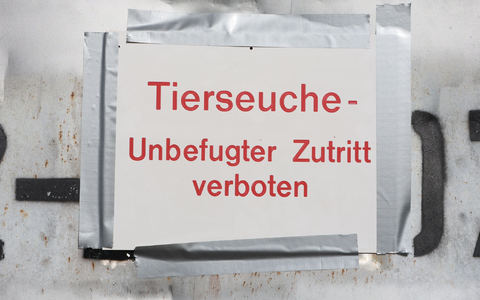 Tierseuche -
Unbefugter Zutritt
verboten